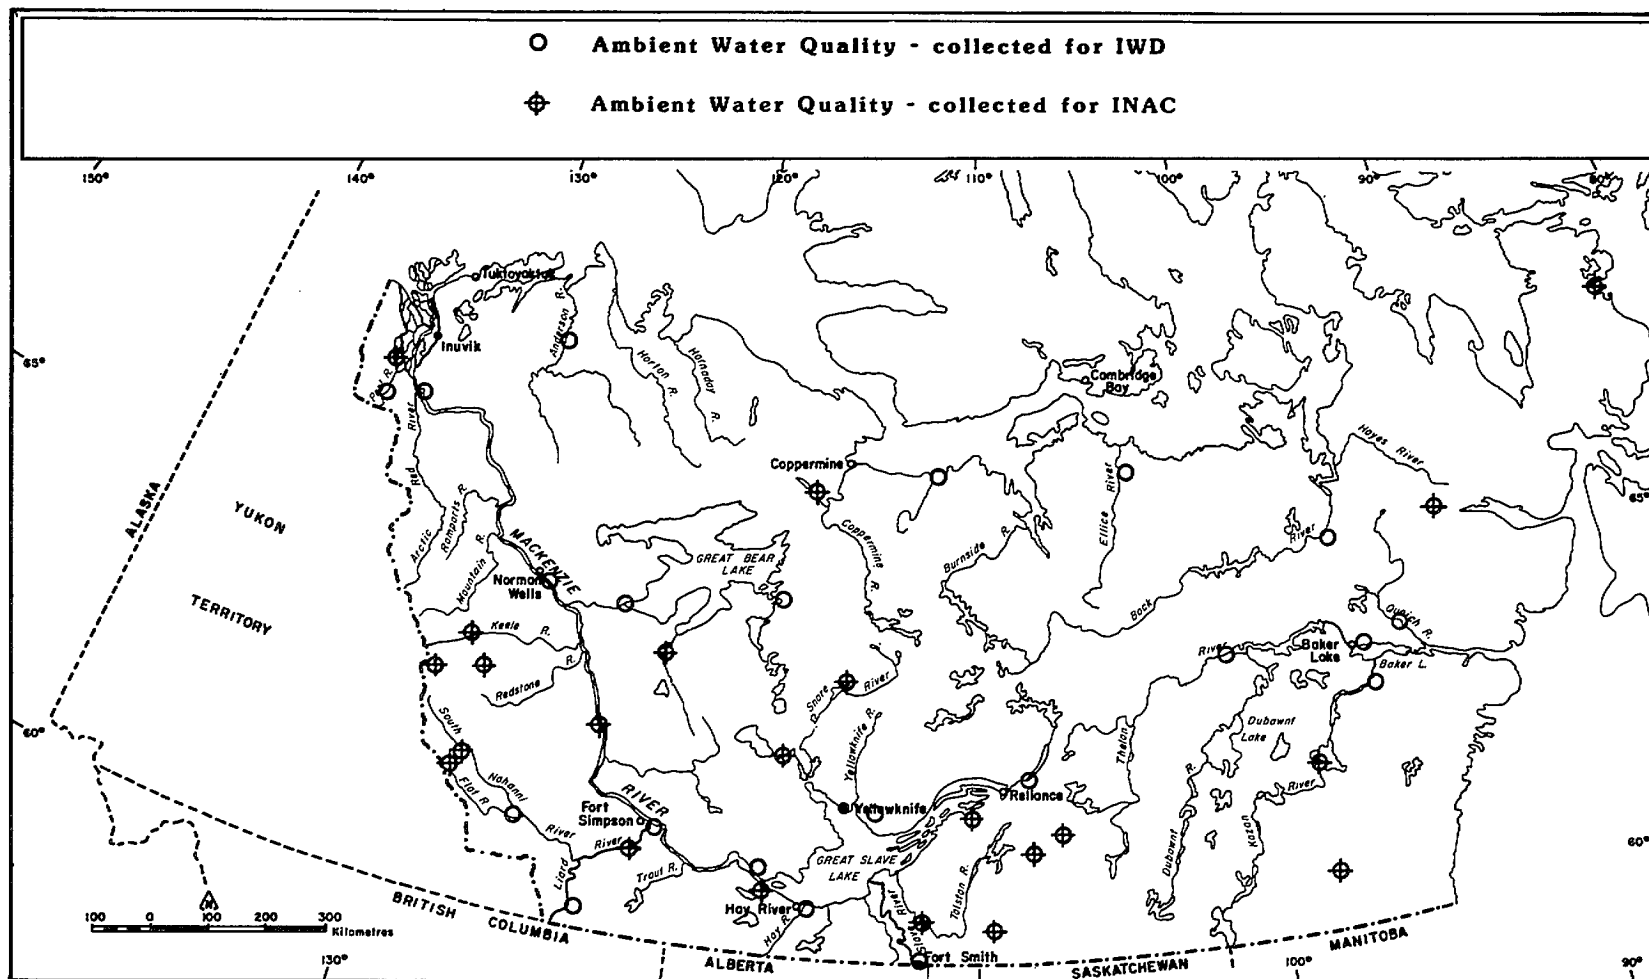 Ambient Water Quality - collected for IWD
Ambient Water Quality - collected for INAC
150°
140°
130°
120°
110°
100°
90°
80°
Tuktoyaktuk
Inuvik
Anderson R.
Horton R.
Hornaday R.
Cambridge
Bay
65°
Peel R.
Arctic Red River
Ramparts R.
Mountain R.
Coppermine
Coppermine R.
Burnside R.
Ellice River
Hayes River
65°
Back River
Quoich R.
ALASKA
YUKON
TERRITORY
MACKENZIE
RIVER
Norman
Wells
GREAT BEAR
LAKE
Keele R.
Redstone R.
Snare River
Yellowknife R.
Yellowknife
Thelon River
Baker
Lake
Baker L.
Dubawnt
Lake
Dubawnt R.
Kazan River
60°
South Nahanni River
Flat R.
Fort
Simpson
Liard River
Trout R.
Reliance
GREAT SLAVE
LAKE
Hay River
Hay R.
Slave River
Talston R.
Fort Smith
60°
BRITISH COLUMBIA
ALBERTA
SASKATCHEWAN
MANITOBA
N
100 0 100 200 300
Kilometres
130°
100°
90°